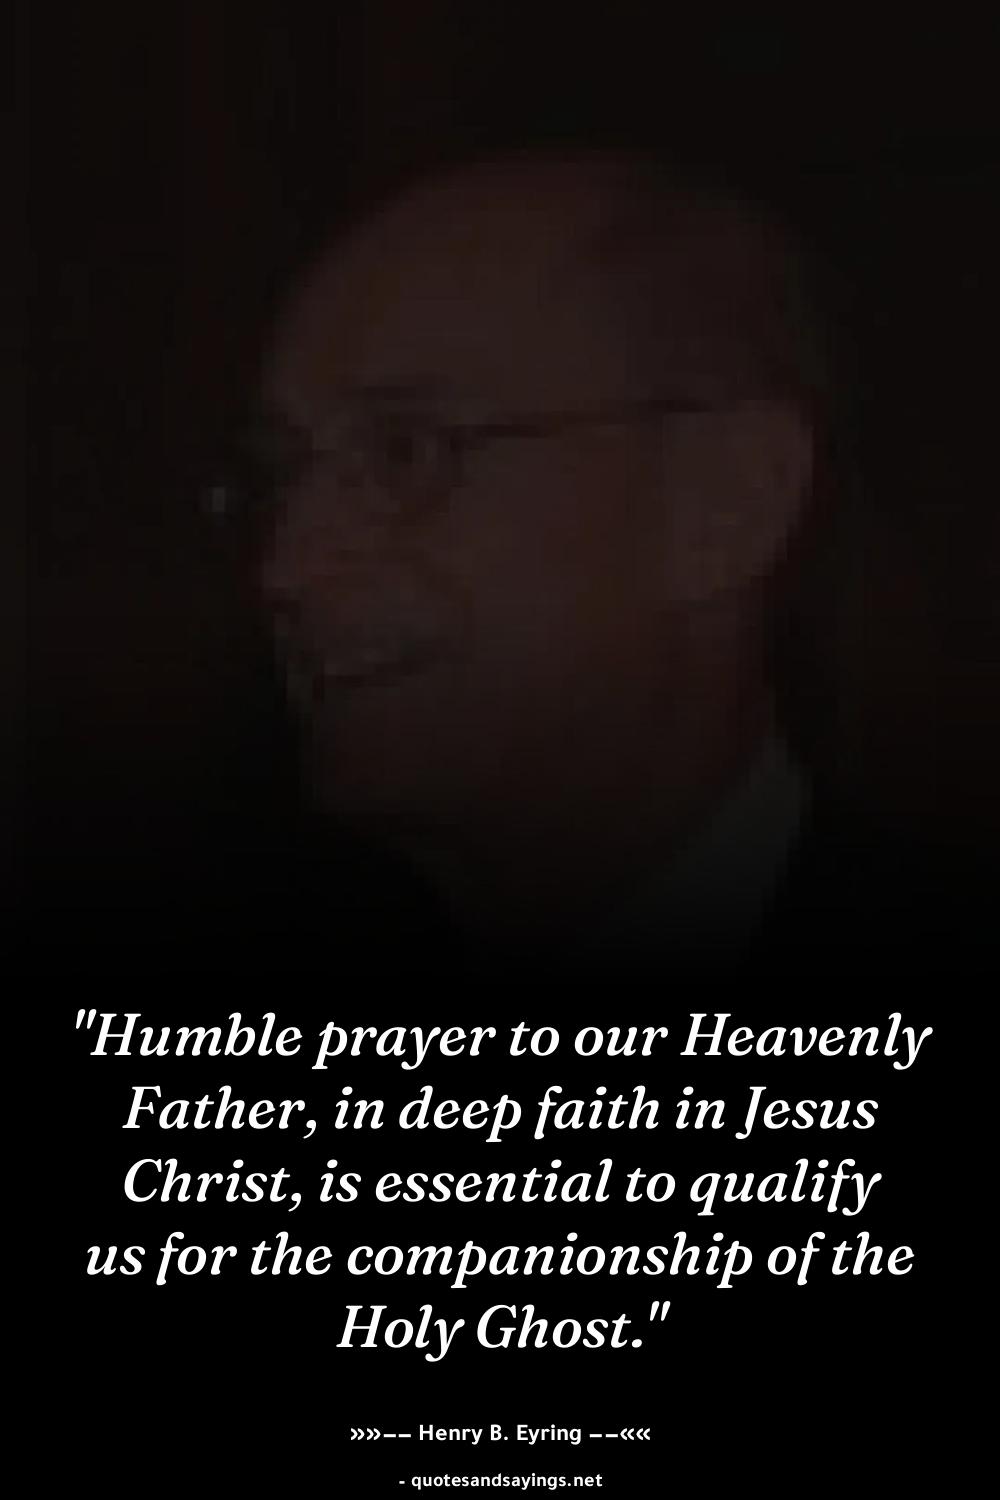 "Humble prayer to our Heavenly
Father, in deep faith in Jesus
Christ, is essential to qualify
us for the companionship of the
Holy Ghost."
»»−− Henry B. Eyring −−««
- quotesandsayings.net